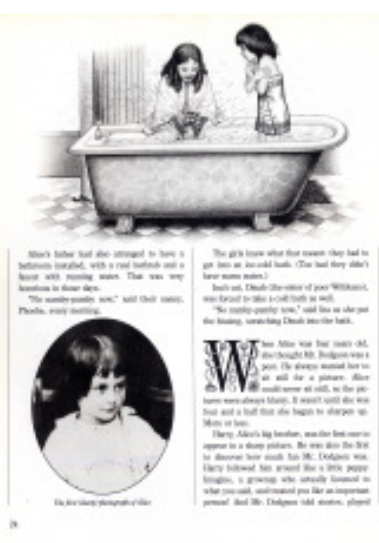 Alice's father had also arranged to have a
bathroom installed, with a real bathtub and a
faucet with running water. That was very
luxurious in those days.
"No namby-pamby now," said their nanny,
Phoebe, every morning.
The first sharp photograph of Alice
The girls knew what that meant: they had to
get into an ice-cold bath. (Too bad they didn't
have warm water.)
Ina's cat, Dinah (the sister of poor Villikens),
was forced to take a cold bath as well.
"No namby-pamby now," said Ina as she put
the hissing, scratching Dinah into the bath.
When Alice was four years old,
she thought Mr. Dodgson was a
He always wanted her to
sit still for a picture. Alice
could never sit still, so the pic-
tures were always blurry. It wasn't until she was
four and a half that she began to sharpen up.
More or less.
Harry, Alice's big brother, was the first one to
appear in a sharp picture. He was also the first
to discover how much fun Mr. Dodgson was.
Harry followed him around like a little puppy.
Imagine, a grownup who actually listened to
what you said, and treated you like an important
person! And Mr. Dodgson told stories, played